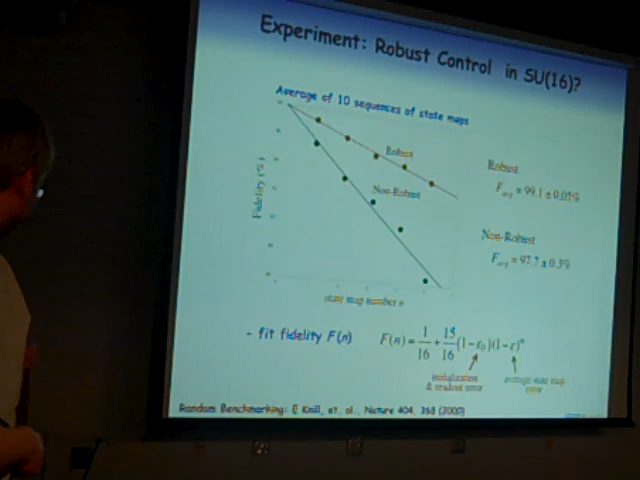 Experiment: Robust Control in SU(16)?
Average of 10 sequences of state maps
Robust
Non-Robust
Fidelity (%)
state map number n
Robust
F_avg = 99.1 ± 0.05%
Non-Robust
F_avg = 97.7 ± 0.3%
- fit fidelity F(n)
F(n) = 1/16 + 15/16 (1-ε₀)(1-ε)ⁿ
initialization
& readout error
average state map
error
Random Benchmarking: E Knill, et. al., Nature 404, 368 (2000)